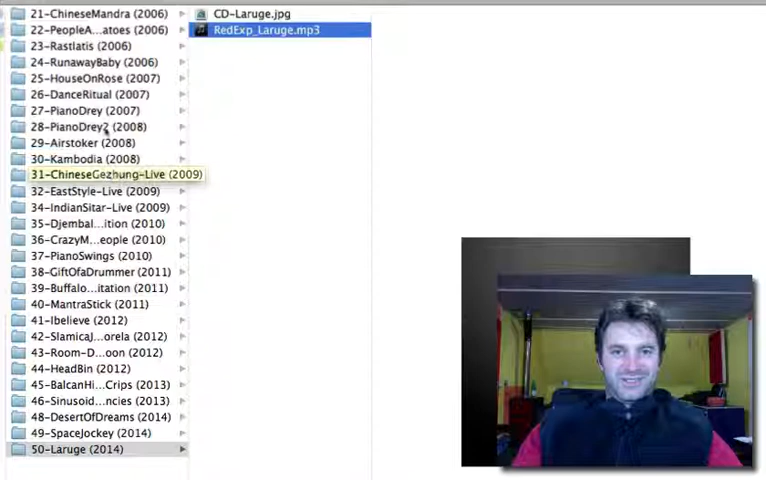 21-ChineseMandra (2006)
22-PeopleA...atoes (2006)
23-Rastlatis (2006)
24-RunawayBaby (2006)
25-HouseOnRose (2007)
26-DanceRitual (2007)
27-PianoDrey (2007)
28-PianoDrey2 (2008)
29-Airstoker (2008)
30-Kambodia (2008)
31-ChineseGezhung-Live (2009)
32-EastStyle-Live (2009)
34-IndianSitar-Live (2009)
35-Djembal...ition (2010)
36-CrazyM...eople (2010)
37-PianoSwings (2010)
38-GiftOfaDrummer (2011)
39-Buffalo...itation (2011)
40-MantraStick (2011)
41-Ibelieve (2012)
42-SlamicaJ...orela (2012)
43-Room-D...oon (2012)
44-HeadBin (2012)
45-BalcanHi...Crips (2013)
46-Sinusoid...ncies (2013)
48-DesertOfDreams (2014)
49-SpaceJockey (2014)
50-Laruge (2014)
CD-Laruge.jpg
RedExp_Laruge.mp3